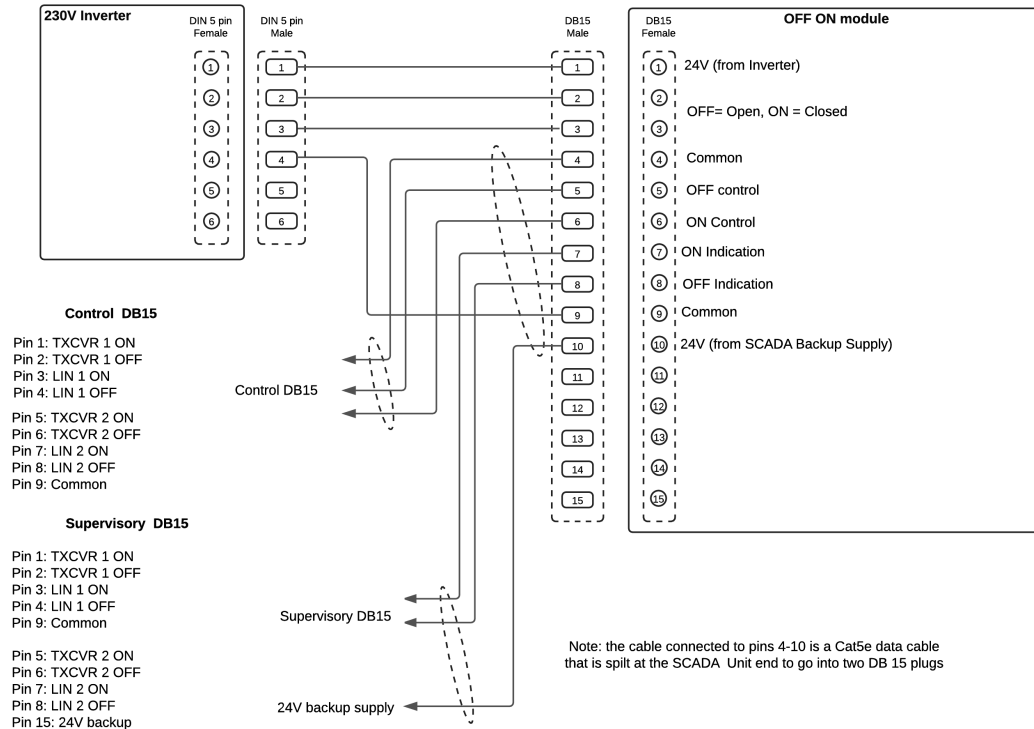 230V Inverter
DIN 5 pin
Female
DIN 5 pin
Male
DB15
Male
DB15
Female
OFF ON module
1
1
1
1
24V (from Inverter)
2
2
2
2
OFF= Open, ON = Closed
3
3
3
3
4
4
4
4
Common
5
5
5
5
OFF control
6
6
6
6
ON Control
7
7
ON Indication
8
8
OFF Indication
9
9
Common
10
10
24V (from SCADA Backup Supply)
11
11
12
12
13
13
14
14
15
15
Control DB15
Control DB15
Pin 1: TXCVR 1 ON
Pin 2: TXCVR 1 OFF
Pin 3: LIN 1 ON
Pin 4: LIN 1 OFF
Pin 5: TXCVR 2 ON
Pin 6: TXCVR 2 OFF
Pin 7: LIN 2 ON
Pin 8: LIN 2 OFF
Pin 9: Common
Supervisory DB15
Pin 1: TXCVR 1 ON
Pin 2: TXCVR 1 OFF
Pin 3: LIN 1 ON
Pin 4: LIN 1 OFF
Pin 9: Common
Pin 5: TXCVR 2 ON
Pin 6: TXCVR 2 OFF
Pin 7: LIN 2 ON
Pin 8: LIN 2 OFF
Pin 15: 24V backup
Supervisory DB15
24V backup supply
Note: the cable connected to pins 4-10 is a Cat5e data cable
that is spilt at the SCADA Unit end to go into two DB 15 plugs